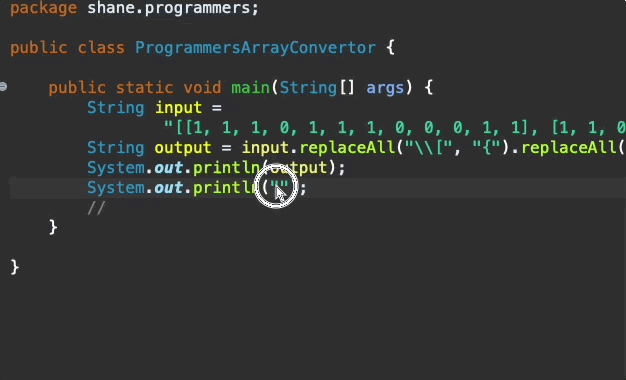 package shane.programmers;
public class ProgrammersArrayConvertor {
public static void main(String[] args) {
String input =
"[[1, 1, 1, 0, 1, 1, 1, 0, 0, 0, 1, 1], [1, 1, 0
String output = input.replaceAll("\\[", "{").replaceAll(
System.out.println(output);
System.out.println("");
//
}
}